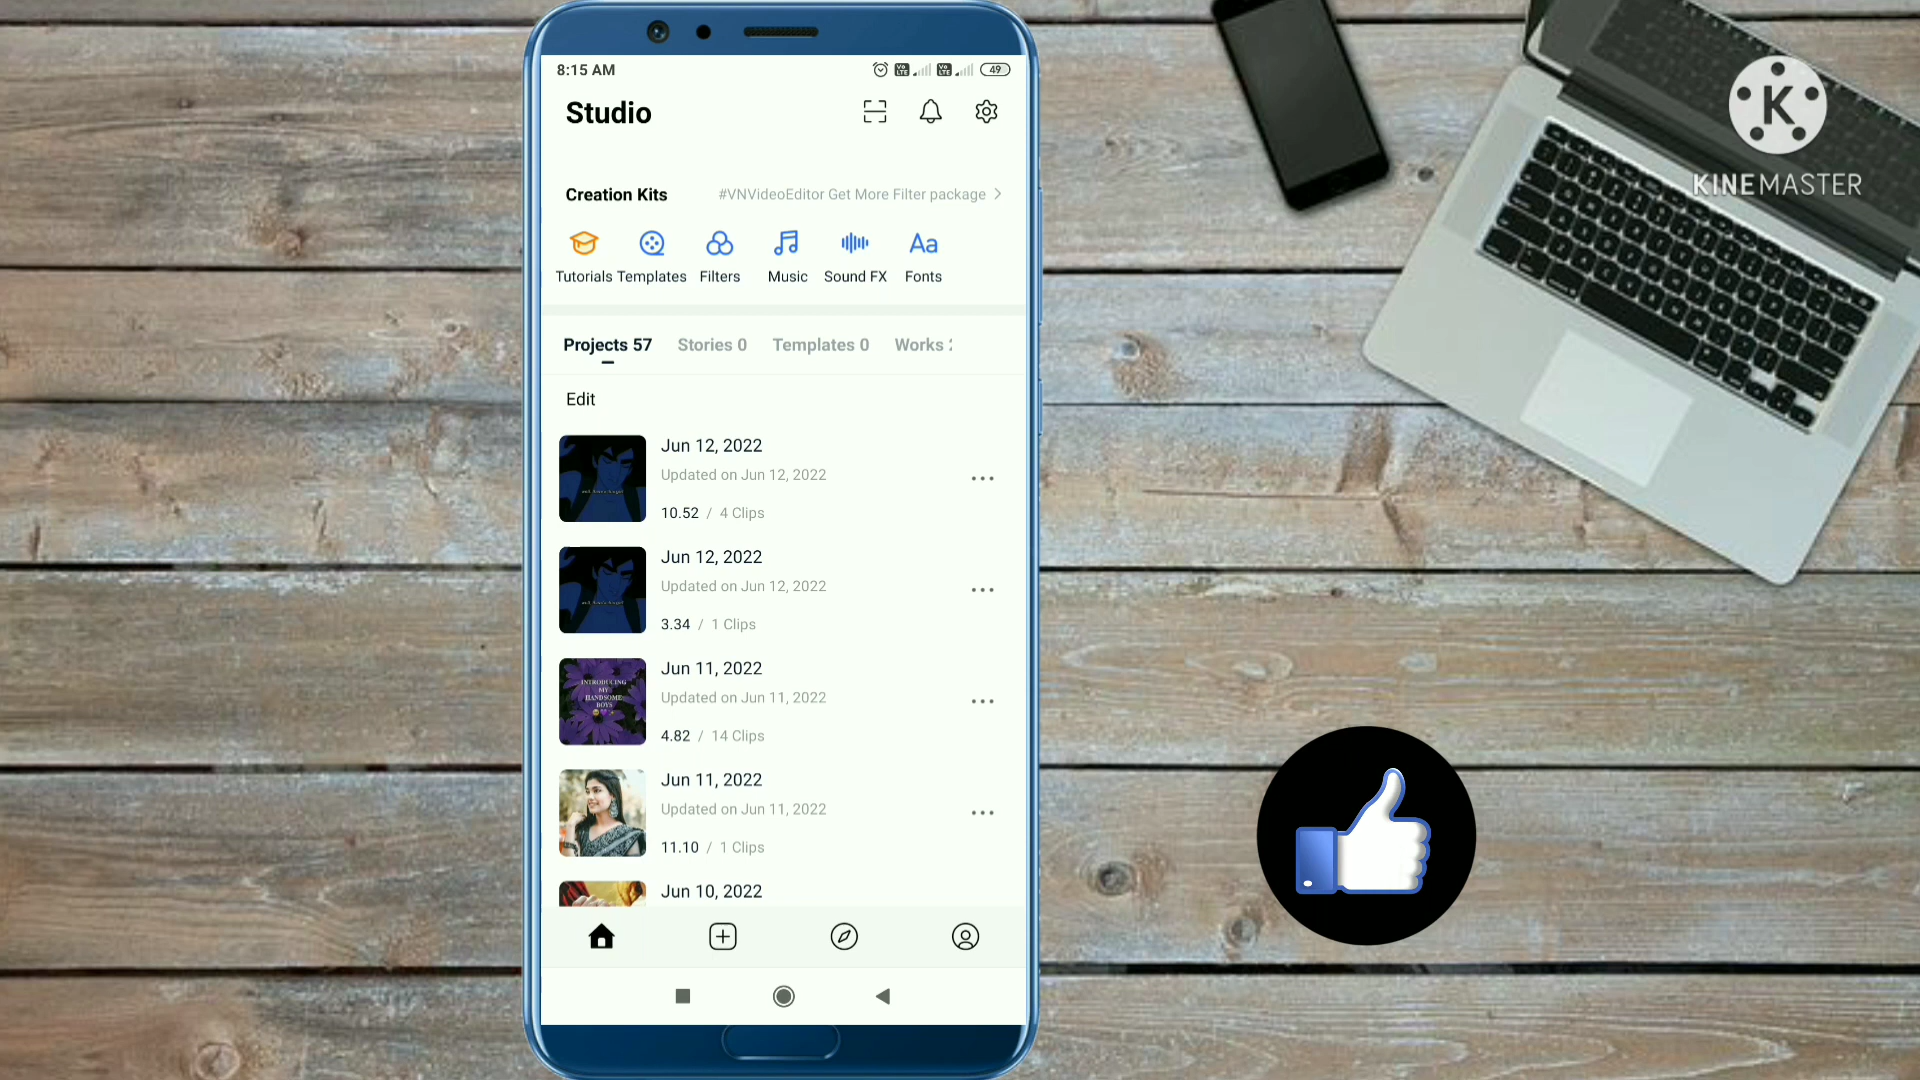 8:15 AM
49
Studio
Creation Kits
#VNVideoEditor Get More Filter package
Aa
Tutorials Templates Filters Music Sound FX Fonts
Projects 57 Stories 0 Templates 0 Works
Edit
Jun 12, 2022
Updated on Jun 12, 2022
10.52 / 4 Clips
Jun 12, 2022
Updated on Jun 12, 2022
3.34 / 1 Clips
INTRODUCING
MY
HANDSOME
BOYS
Jun 11, 2022
Updated on Jun 11, 2022
4.82 / 14 Clips
Jun 11, 2022
Updated on Jun 11, 2022
11.10 / 1 Clips
Jun 10, 2022
K
KINEMASTER